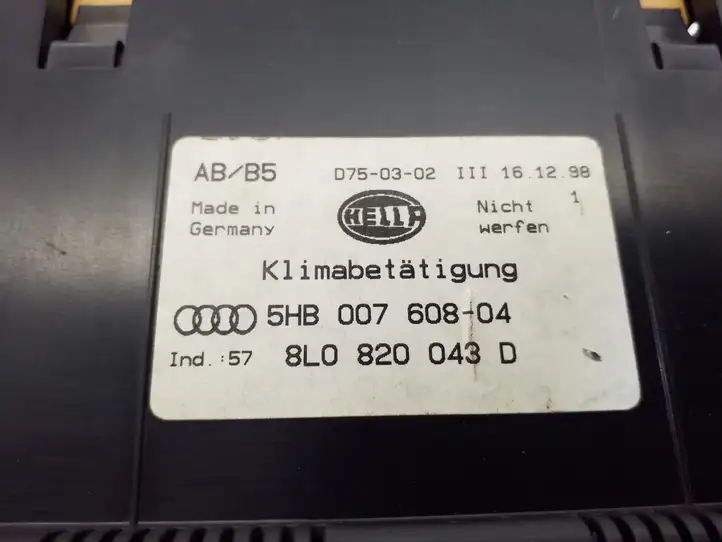 AB/B5 D75-03-02 III 16.12.98
Made in Germany
HELLA
Nicht werfen
1
Klimabetätigung
5HB 007 608-04
Ind.:57 8L0 820 043 D